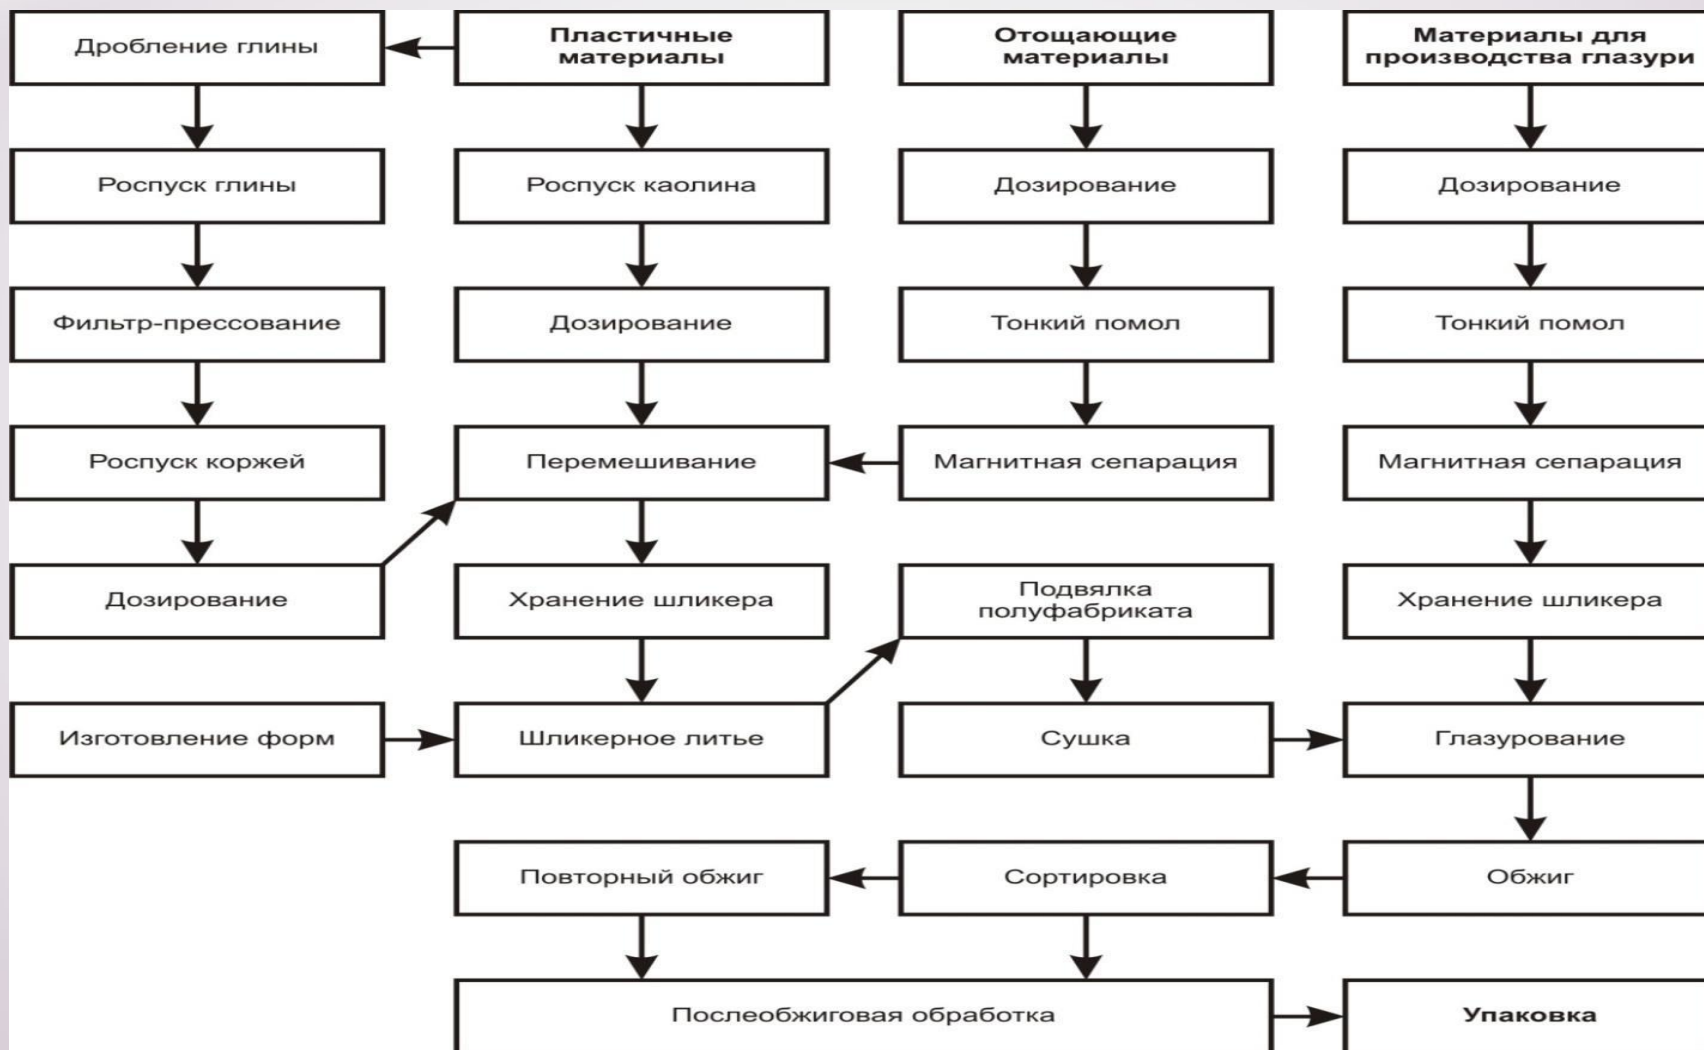 Дробление глины
Пластичные
материалы
Отощающие
материалы
Материалы для
производства глазури
Роспуск глины
Роспуск каолина
Дозирование
Дозирование
Фильтр-прессование
Дозирование
Тонкий помол
Тонкий помол
Роспуск коржей
Перемешивание
Магнитная сепарация
Магнитная сепарация
Дозирование
Хранение шликера
Подвялка
полуфабриката
Хранение шликера
Изготовление форм
Шликерное литье
Сушка
Глазурование
Повторный обжиг
Сортировка
Обжиг
Послеобжиговая обработка
Упаковка